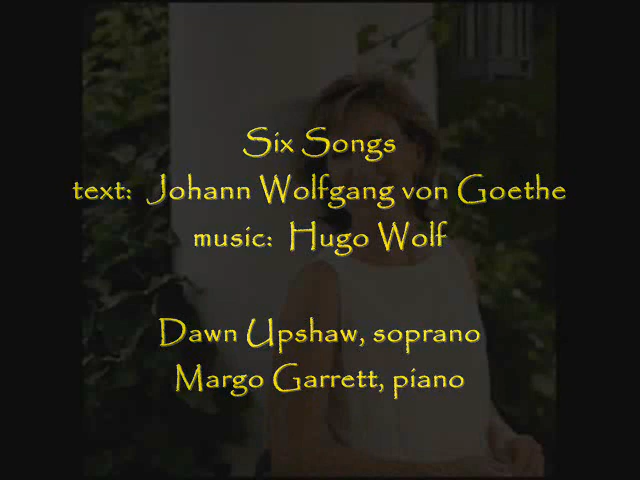 Six Songs
text: Johann Wolfgang von Goethe
music: Hugo Wolf
Dawn Upshaw, soprano
Margo Garrett, piano